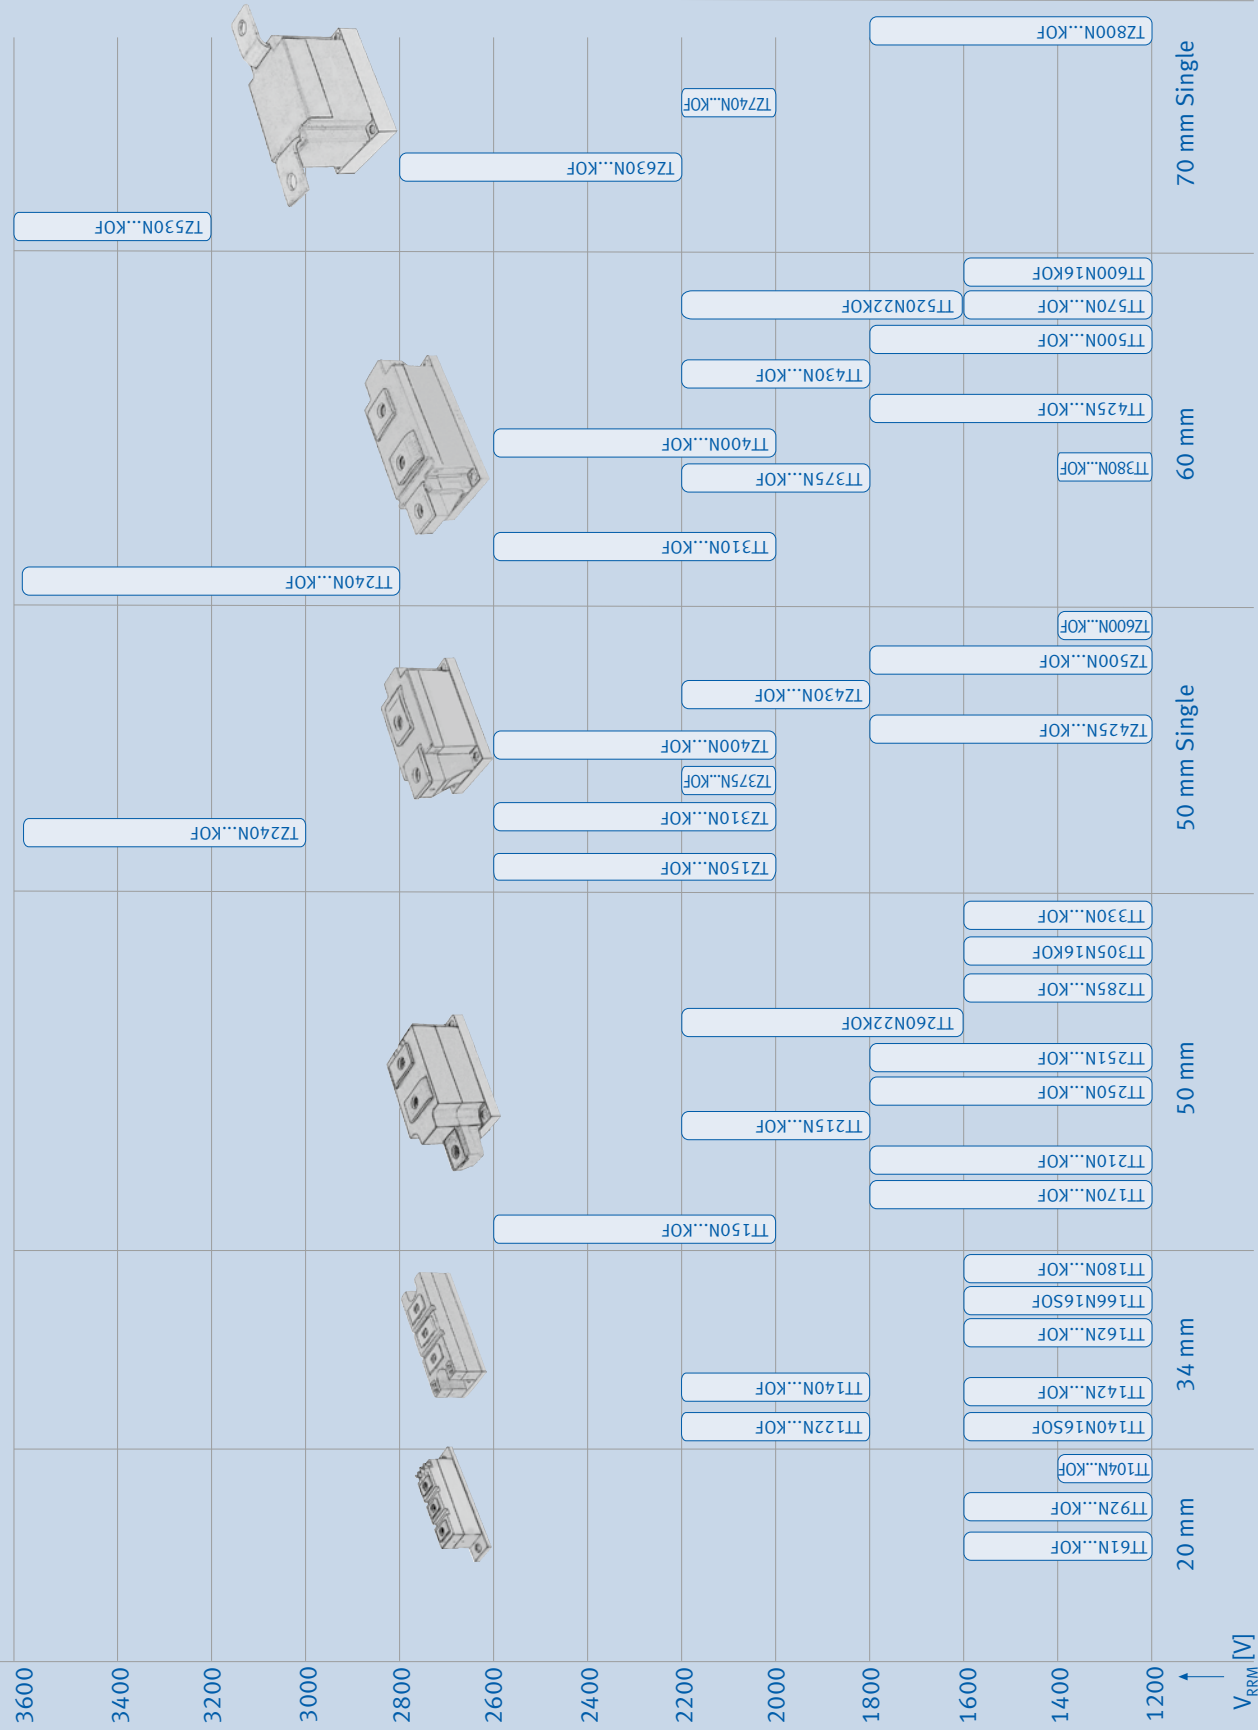 TZ800N...KOF
TZ740N...KOF
TZ630N...KOF
TZ530N...KOF
70 mm Single
TT600N16KOF
TT520N22KOF
TT570N...KOF
TT500N...KOF
TT430N...KOF
TT425N...KOF
TT400N...KOF
TT380N...KOF
TT375N...KOF
TT310N...KOF
TT240N...KOF
60 mm
TZ600N...KOF
TZ500N...KOF
TZ430N...KOF
TZ425N...KOF
TZ400N...KOF
TZ375N...KOF
TZ310N...KOF
TZ240N...KOF
TZ150N...KOF
50 mm Single
TT330N...KOF
TT305N16KOF
TT285N...KOF
TT260N22KOF
TT251N...KOF
TT250N...KOF
TT215N...KOF
TT210N...KOF
TT170N...KOF
TT150N...KOF
50 mm
TT180N...KOF
TT166N16SOF
TT162N...KOF
TT140N...KOF
TT142N...KOF
TT122N...KOF
TT140N16SOF
34 mm
TT104N...KOF
TT92N...KOF
TT61N...KOF
20 mm
3600
3400
3200
3000
2800
2600
2400
2200
2000
1800
1600
1400
1200
VRRM [V]